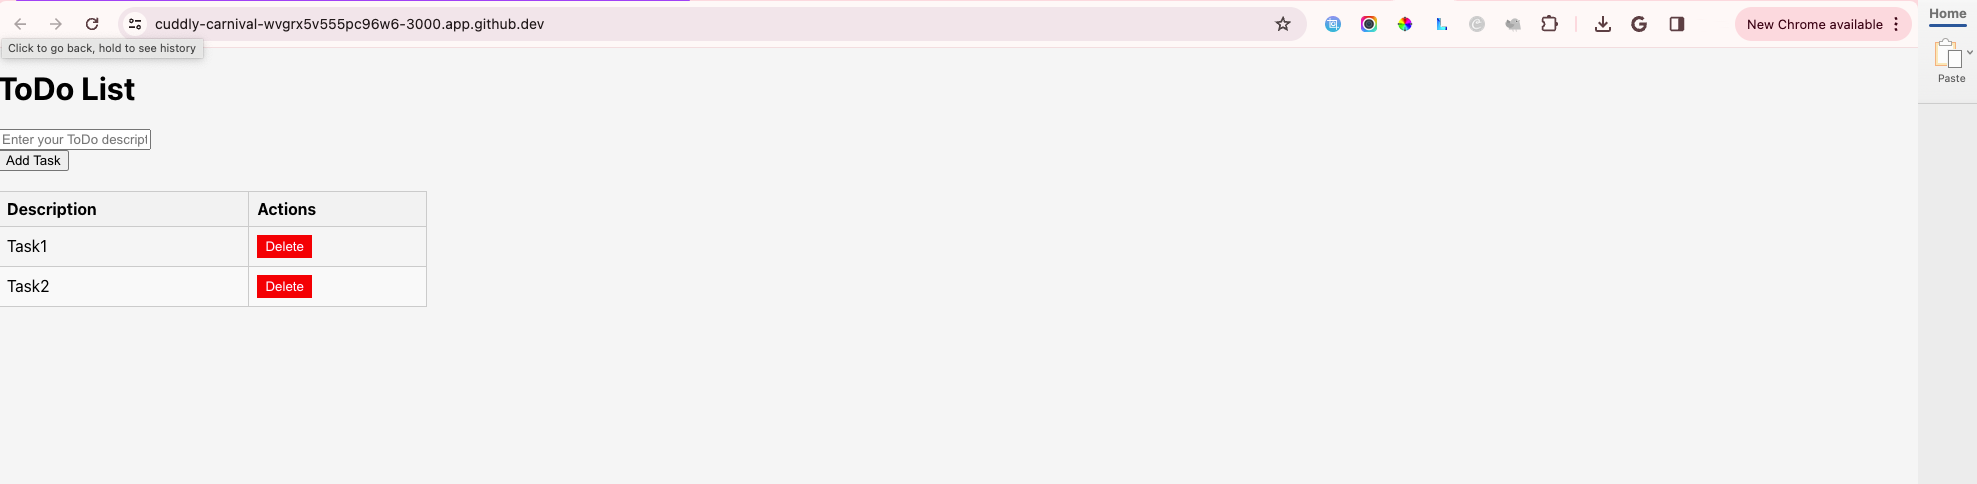 cuddly-carnival-wvgrx5v555pc96w6-3000.app.github.dev
New Chrome available
Home
Click to go back, hold to see history
Paste
ToDo List
Enter your ToDo descript
Add Task
Description Actions
Task1 Delete
Task2 Delete